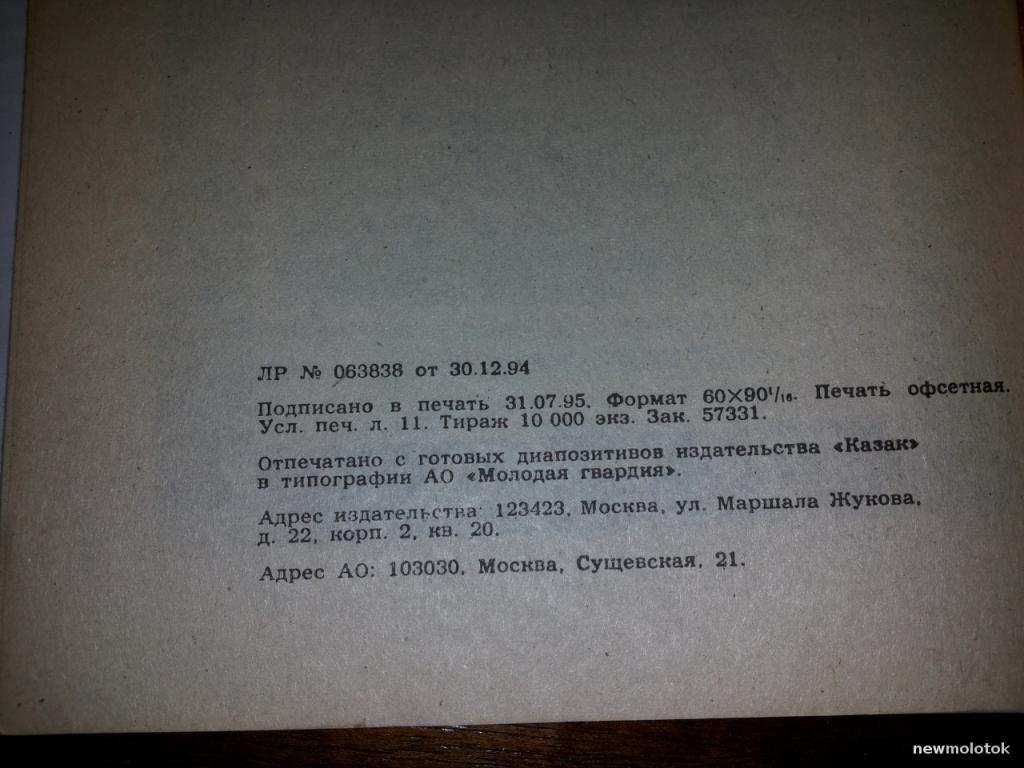 ЛР № 063838 от 30.12.94
Подписано в печать 31.07.95. Формат 60×90¹/₁₆. Печать офсетная.
Усл. печ. л. 11. Тираж 10 000 экз. Зак. 57331.
Отпечатано с готовых диапозитивов издательства «Казак»
в типографии АО «Молодая гвардия».
Адрес издательства: 123423, Москва, ул. Маршала Жукова,
д. 22, корп. 2, кв. 20.
Адрес АО: 103030, Москва, Сущевская, 21.
newmolotok